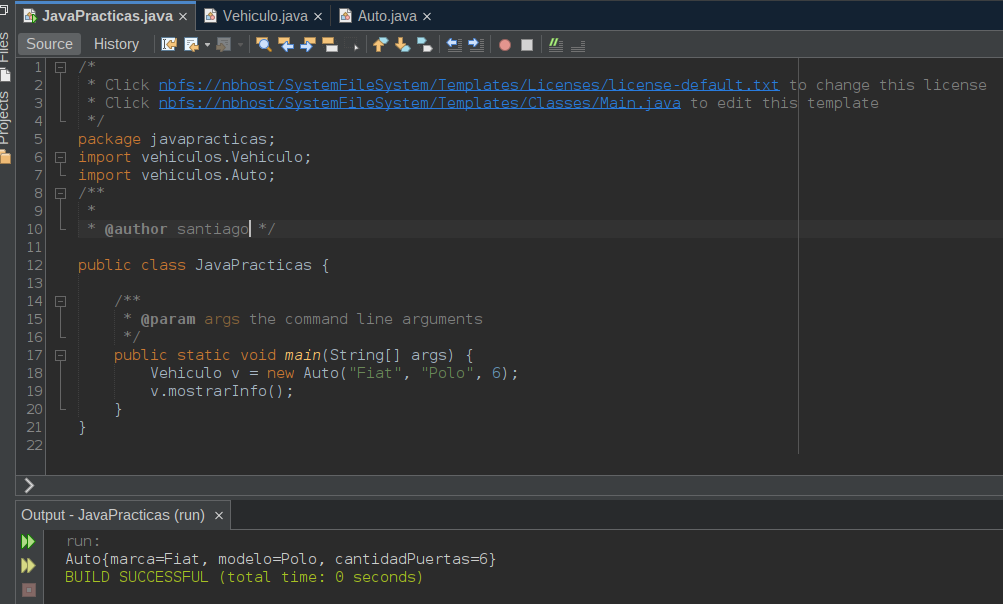 JavaPracticas.java × Vehiculo.java × Auto.java ×
Files
Projects
Source History
1 /*
2 * Click nbfs://nbhost/SystemFileSystem/Templates/Licenses/license-default.txt to change this license
3 * Click nbfs://nbhost/SystemFileSystem/Templates/Classes/Main.java to edit this template
4 */
5 package javapracticas;
6 import vehiculos.Vehiculo;
7 import vehiculos.Auto;
8 /**
9 *
10 * @author santiago */
11
12 public class JavaPracticas {
13
14 /**
15 * @param args the command line arguments
16 */
17 public static void main(String[] args) {
18 Vehiculo v = new Auto("Fiat", "Polo", 6);
19 v.mostrarInfo();
20 }
21 }
22
Output - JavaPracticas (run) ×
run:
Auto{marca=Fiat, modelo=Polo, cantidadPuertas=6}
BUILD SUCCESSFUL (total time: 0 seconds)